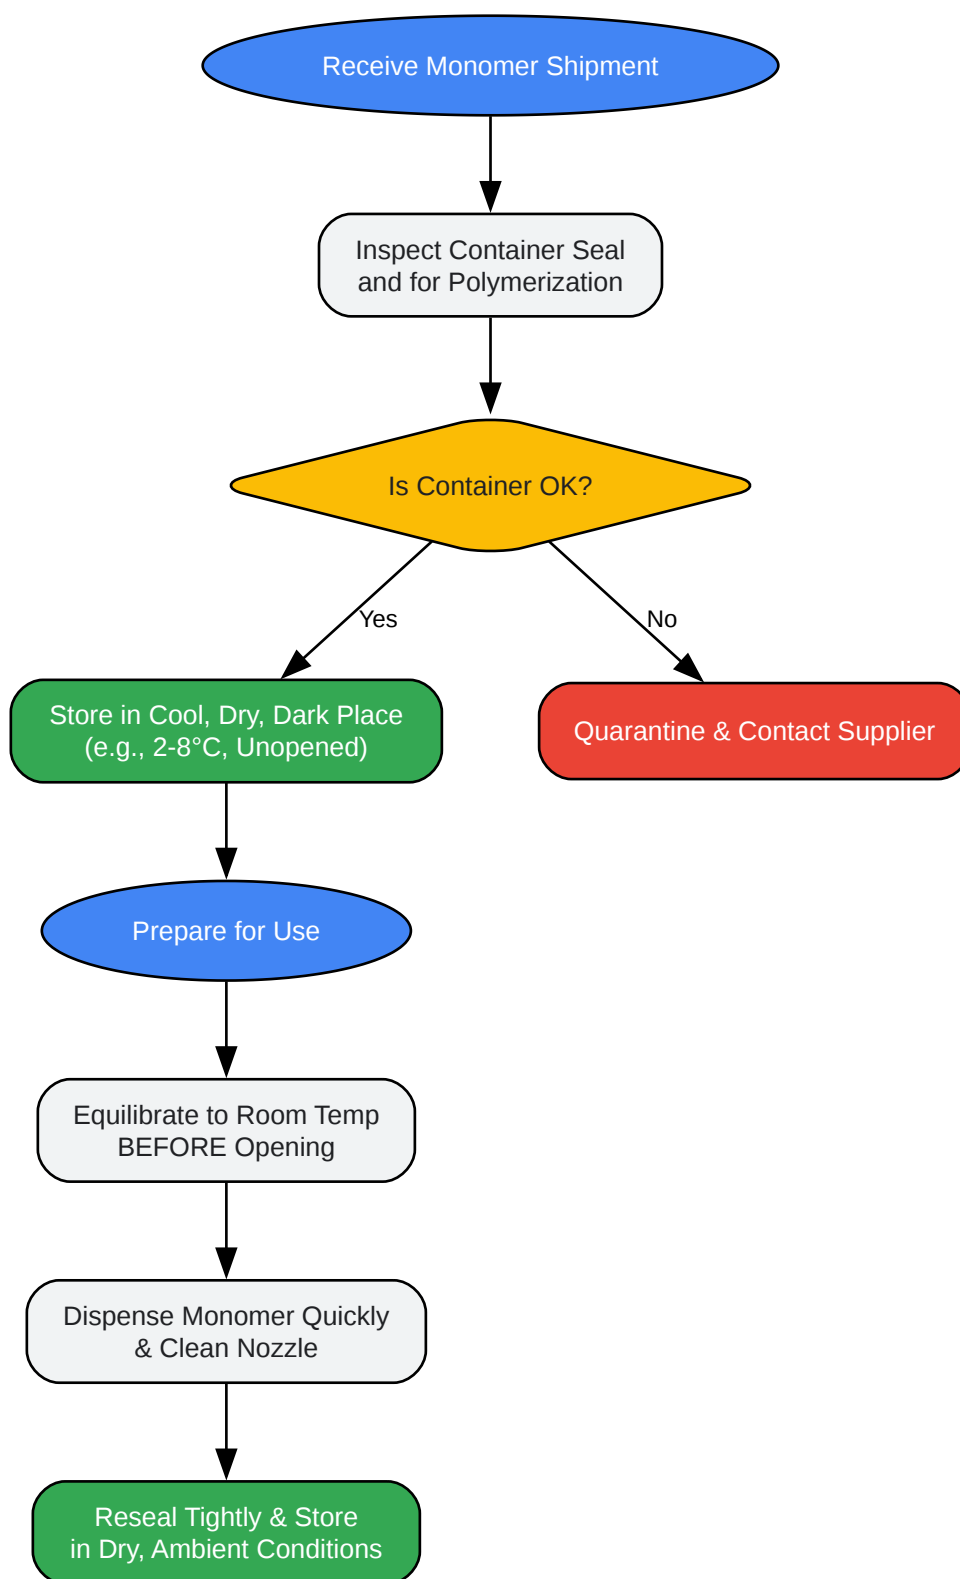 Receive Monomer Shipment
Inspect Container Seal
and for Polymerization
Is Container OK?
Yes
No
Store in Cool, Dry, Dark Place
(e.g., 2-8°C, Unopened)
Quarantine & Contact Supplier
Prepare for Use
Equilibrate to Room Temp
BEFORE Opening
Dispense Monomer Quickly
& Clean Nozzle
Reseal Tightly & Store
in Dry, Ambient Conditions